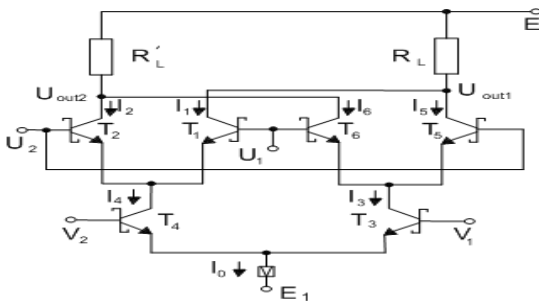 E
R'L RL
Uout2 Uout1
I2 I1 I6 I5
U2 T2 T1 U1 T6 T5
I4 I3
V2 T4 T3 V1
I0 V
E1